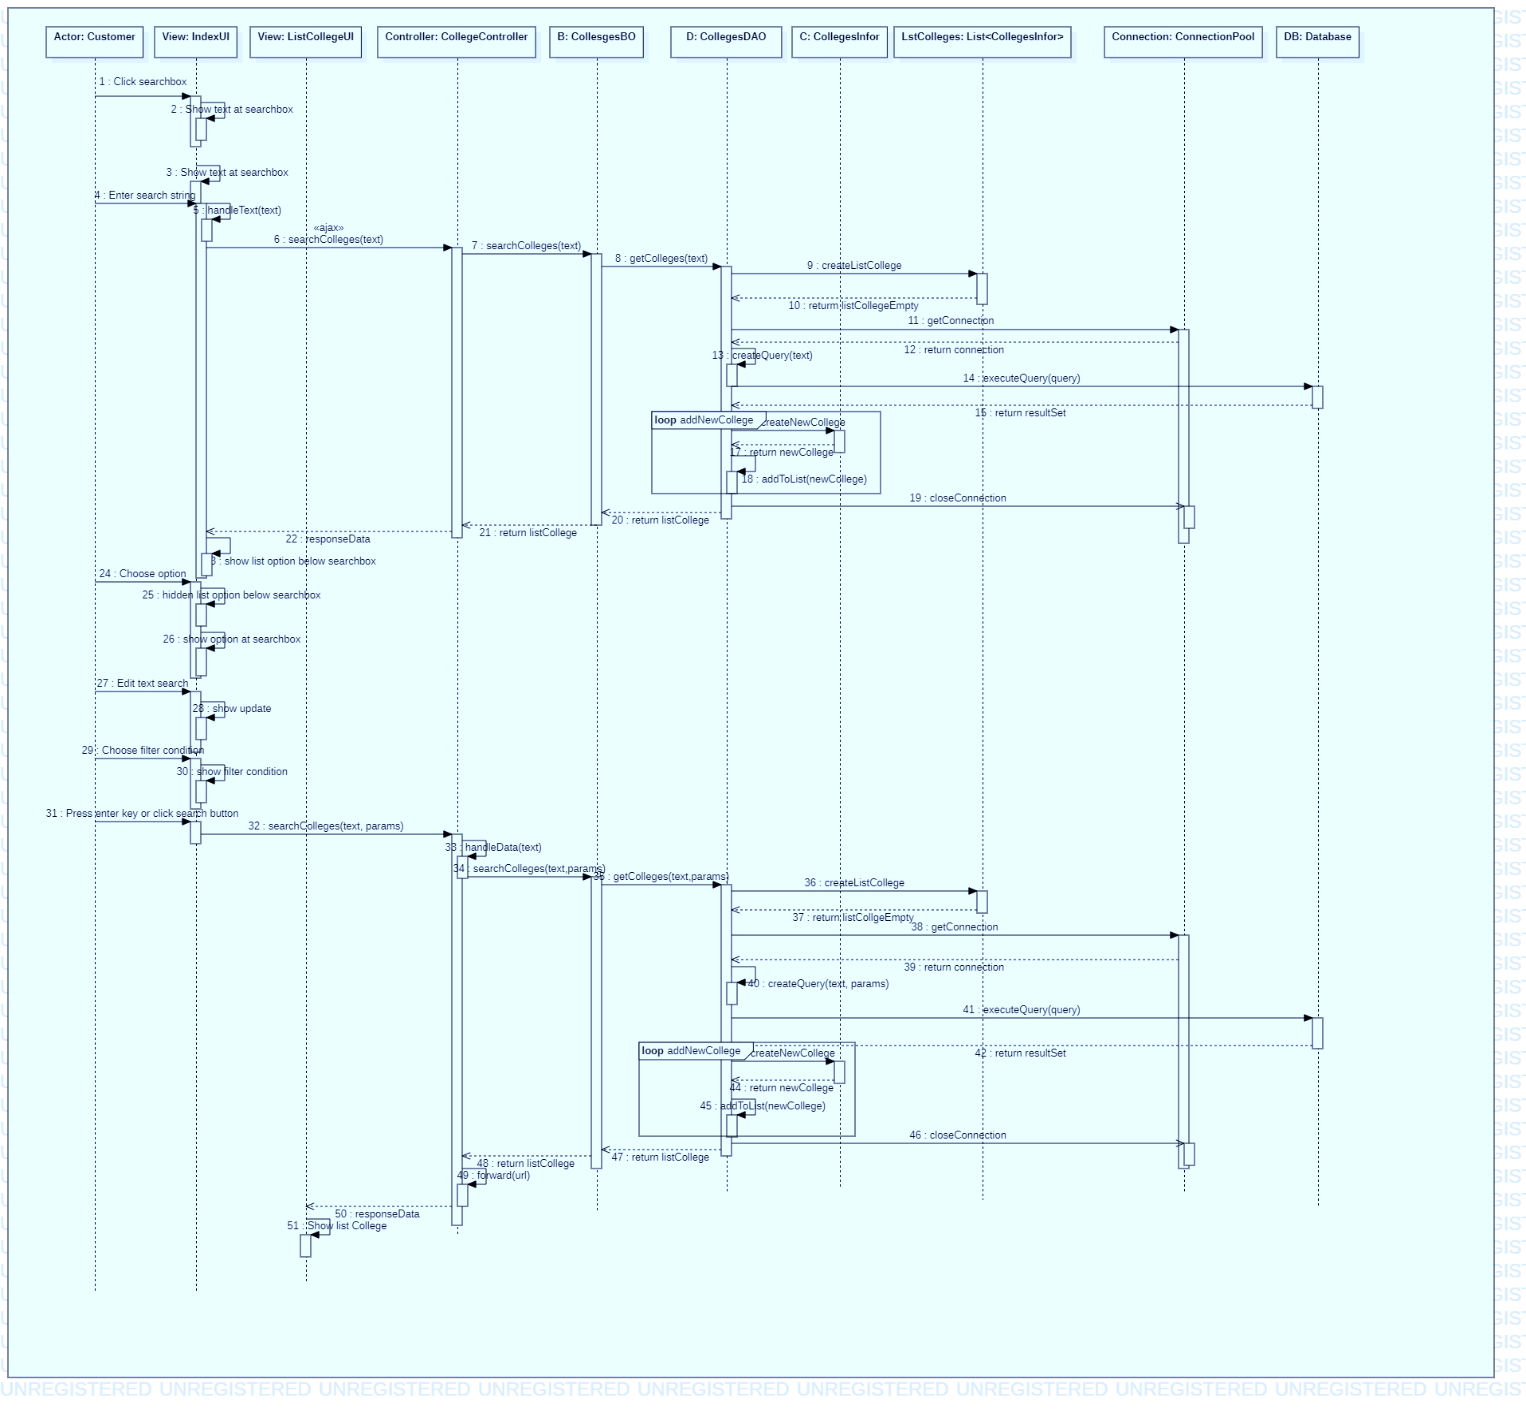 Actor: Customer
View: IndexUI
View: ListCollegeUI
Controller: CollegeController
B: CollesgesBO
D: CollegesDAO
C: CollegesInfor
LstColleges: List<CollegesInfor>
Connection: ConnectionPool
DB: Database
1 : Click searchbox
2 : Show text at searchbox
3 : Show text at searchbox
4 : Enter search string
5 : handleText(text)
«ajax»
6 : searchColleges(text)
7 : searchColleges(text)
8 : getColleges(text)
9 : createListCollege
10 : return listCollegeEmpty
11 : getConnection
12 : return connection
13 : createQuery(text)
14 : executeQuery(query)
15 : return resultSet
loop addNewCollege
createNewCollege
17 : return newCollege
18 : addToList(newCollege)
19 : closeConnection
20 : return listCollege
21 : return listCollege
22 : responseData
: show list option below searchbox
24 : Choose option
25 : hidden list option below searchbox
26 : show option at searchbox
27 : Edit text search
28 : show update
29 : Choose filter condition
30 : show filter condition
31 : Press enter key or click search button
32 : searchColleges(text, params)
33 : handleData(text)
34 : searchColleges(text,params)
35 : getColleges(text,params)
36 : createListCollege
37 : return listCollgeEmpty
38 : getConnection
39 : return connection
40 : createQuery(text, params)
41 : executeQuery(query)
42 : return resultSet
loop addNewCollege
createNewCollege
44 : return newCollege
45 : addToList(newCollege)
46 : closeConnection
47 : return listCollege
48 : return listCollege
49 : forward(url)
50 : responseData
51 : Show list College
UNREGISTERED UNREGISTERED UNREGISTERED UNREGISTERED UNREGISTERED UNREGISTERED UNREGISTERED UNREGISTERED UNREGISTERED UNREGIS